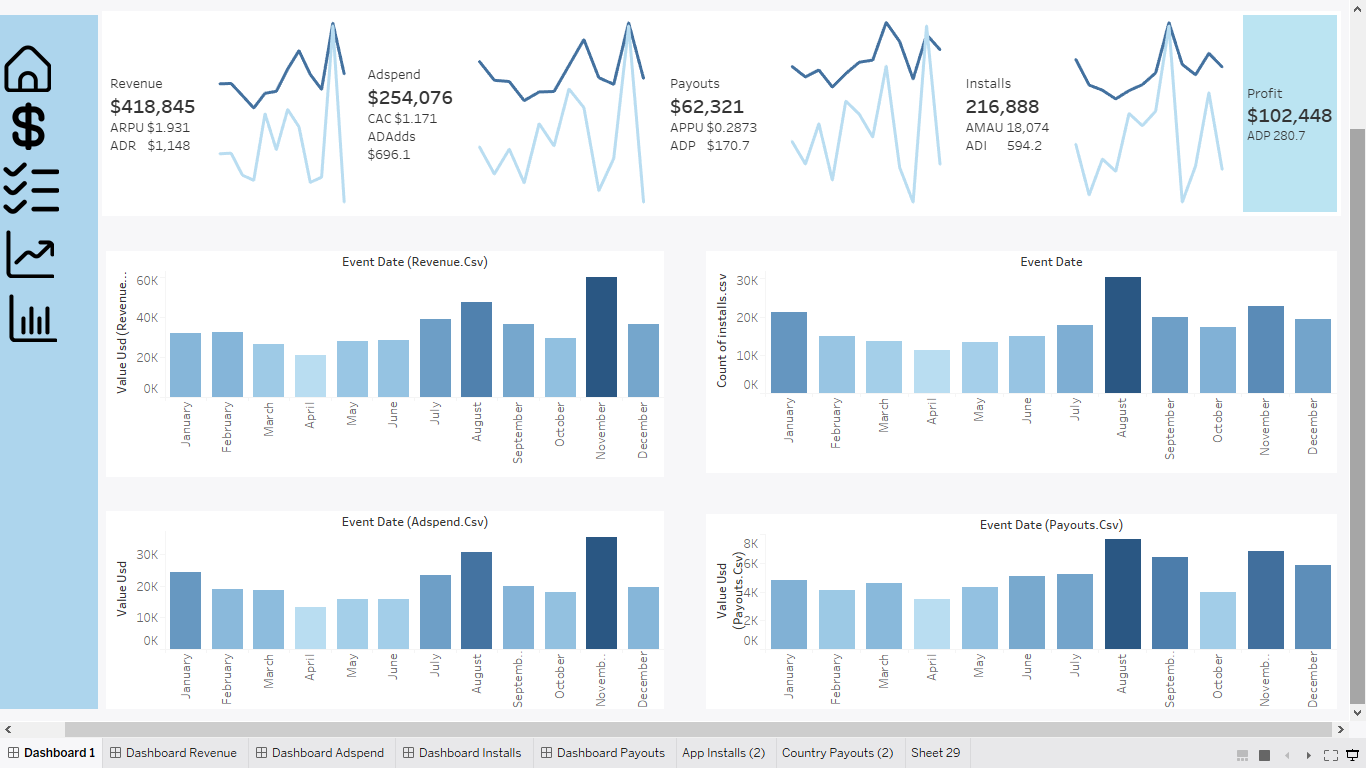 Revenue
$418,845
ARPU $1.931
ADR $1,148
Adspend
$254,076
CAC $1.171
ADAdds
$696.1
Payouts
$62,321
APPU $0.2873
ADP $170.7
Installs
216,888
AMAU 18,074
ADI 594.2
Profit
$102,448
ADP 280.7
Event Date (Revenue.Csv)
Value Usd (Revenue...
60K
40K
20K
0K
January
February
March
April
May
June
July
August
September
October
November
December
Event Date
Count of installs.csv
30K
20K
10K
0K
January
February
March
April
May
June
July
August
September
October
November
December
Event Date (Adspend.Csv)
Value Usd
30K
20K
10K
0K
January
February
March
April
May
June
July
August
Septemb..
October
Novemb..
December
Event Date (Payouts.Csv)
Value Usd
(Payouts.Csv)
8K
6K
4K
2K
0K
January
February
March
April
May
June
July
August
Septemb..
October
Novemb..
December
Dashboard 1
Dashboard Revenue
Dashboard Adspend
Dashboard Installs
Dashboard Payouts
App Installs (2)
Country Payouts (2)
Sheet 29